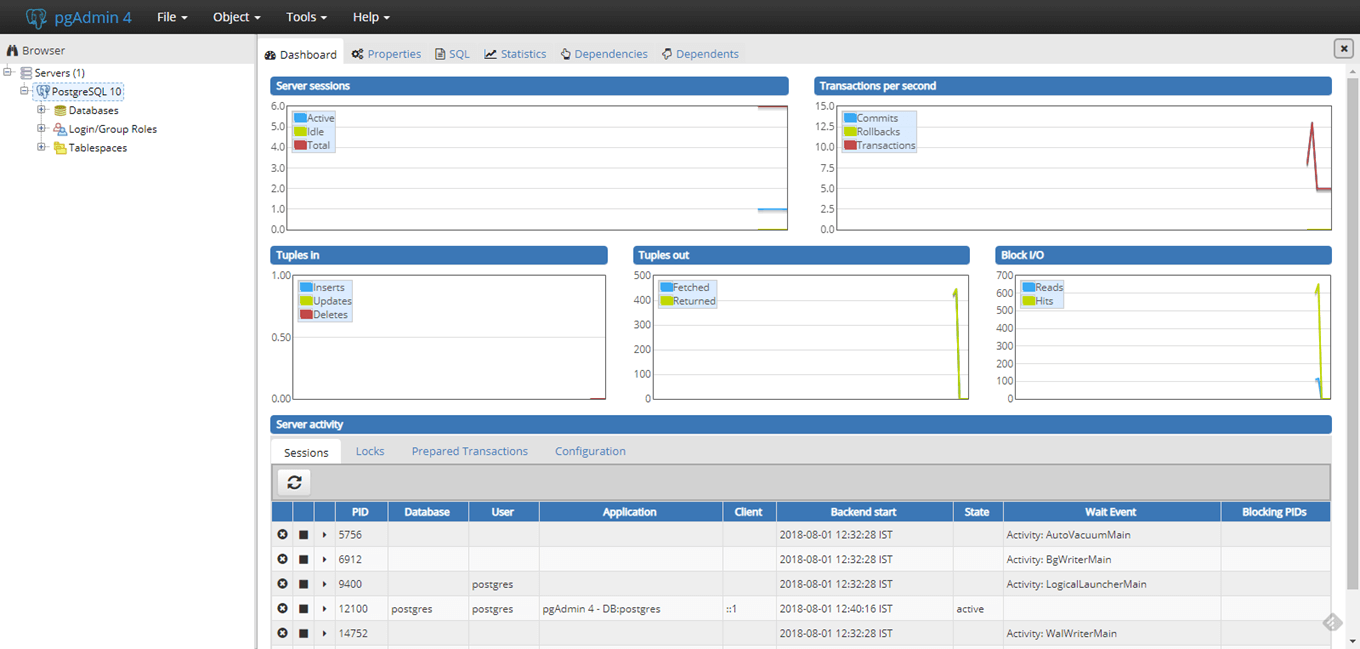 pgAdmin 4 File Object Tools Help
Browser
Servers (1)
PostgreSQL 10
Databases
Login/Group Roles
Tablespaces
Dashboard Properties SQL Statistics Dependencies Dependents
Server sessions
6.0
5.0
4.0
3.0
2.0
1.0
0.0
Active
Idle
Total
Transactions per second
15.0
12.5
10.0
7.5
5.0
2.5
0.0
Commits
Rollbacks
Transactions
Tuples in
1.00
0.50
0.00
Inserts
Updates
Deletes
Tuples out
500
400
300
200
100
0
Fetched
Returned
Block I/O
700
600
500
400
300
200
100
0
Reads
Hits
Server activity
Sessions Locks Prepared Transactions Configuration
PID Database User Application Client Backend start State Wait Event Blocking PIDs
5756 2018-08-01 12:32:28 IST Activity: AutoVacuumMain
6912 2018-08-01 12:32:28 IST Activity: BgWriterMain
9400 postgres 2018-08-01 12:32:28 IST Activity: LogicalLauncherMain
12100 postgres postgres pgAdmin 4 - DB:postgres ::1 2018-08-01 12:40:16 IST active
14752 2018-08-01 12:32:28 IST Activity: WalWriterMain